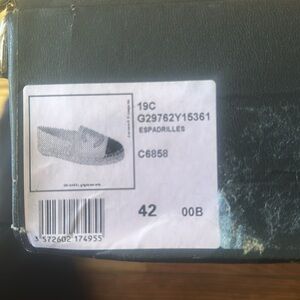 19C
G29762Y15361
ESPADRILLES
C6858
42 00B
3 572602 174955